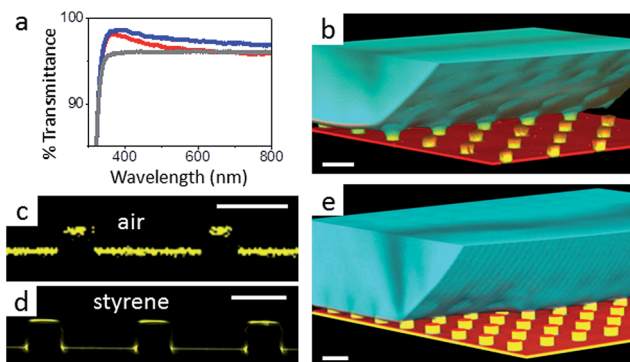 a
100
90
% Transmittance
400
600
800
Wavelength (nm)
b
c
air
d
styrene
e